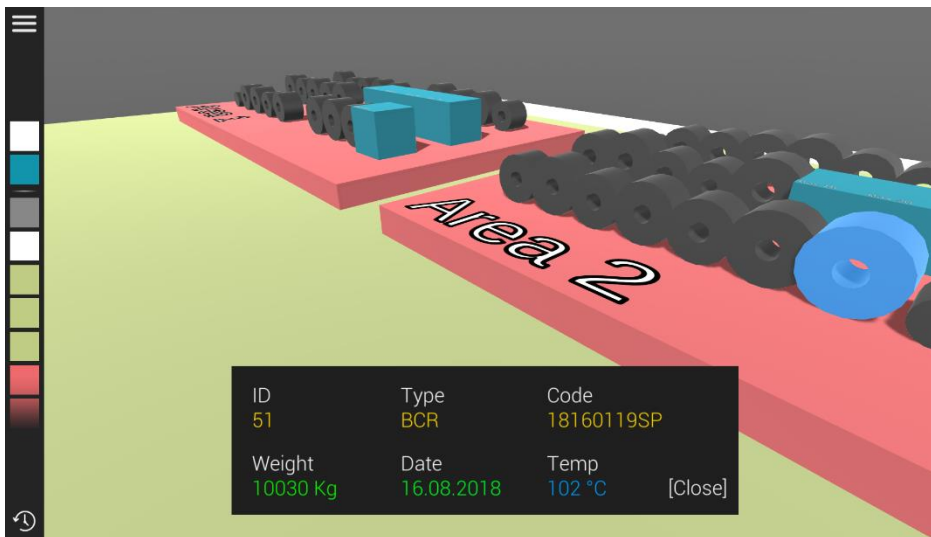 Area 2
ID Type Code
51 BCR 18160119SP
Weight Date Temp
10030 Kg 16.08.2018 102 °C [Close]